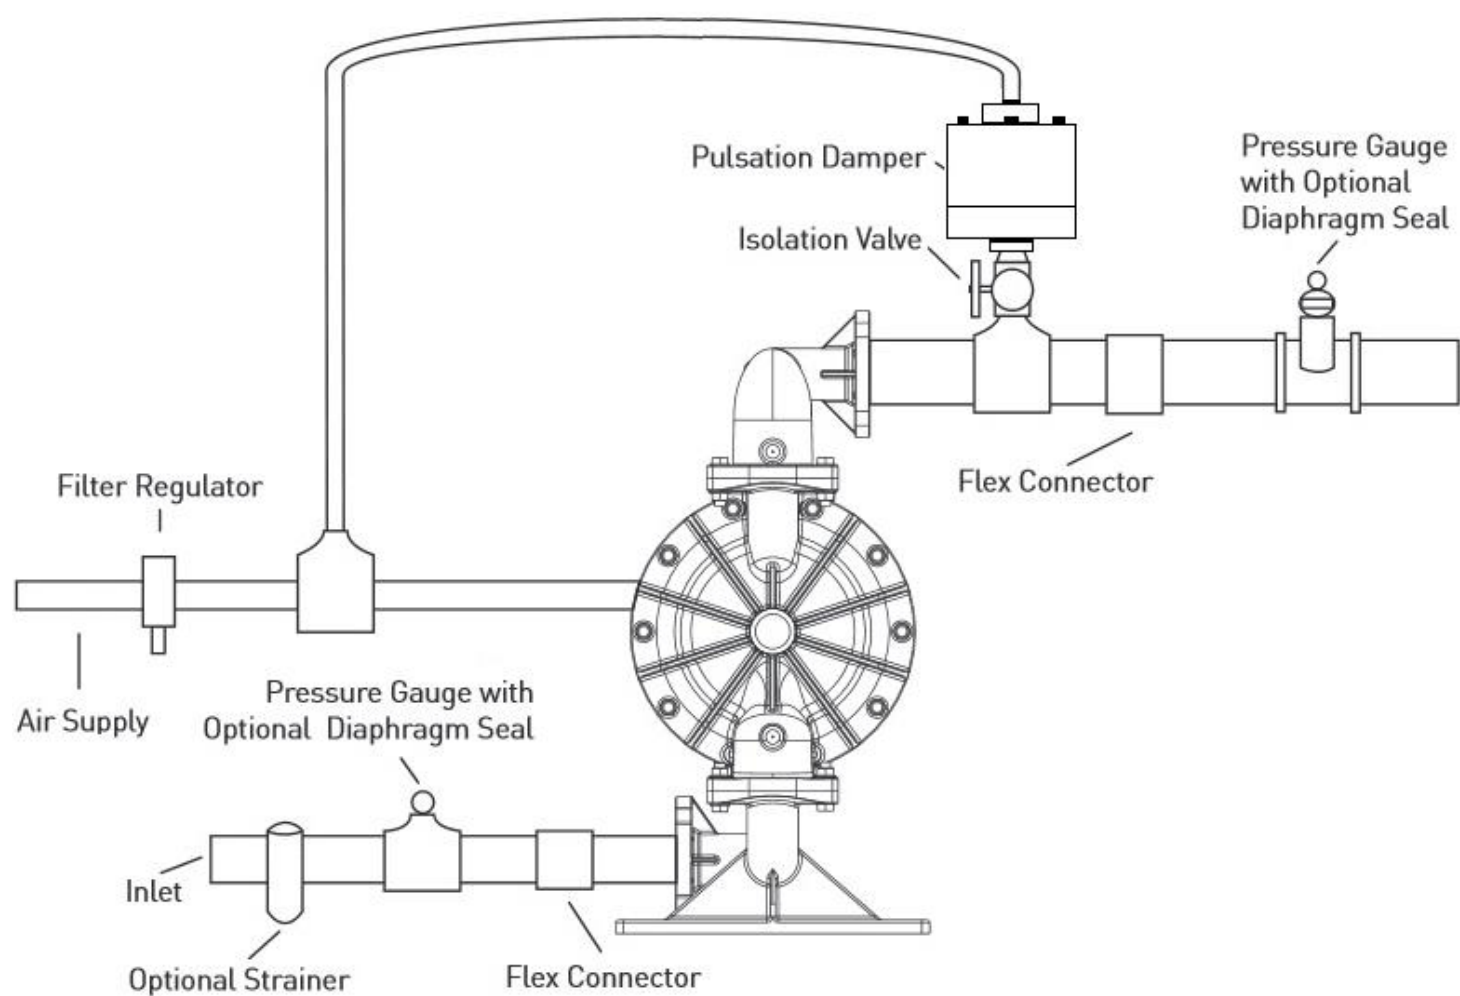 Pulsation Damper
Pressure Gauge
with Optional
Diaphragm Seal
Isolation Valve
Flex Connector
Filter Regulator
Air Supply
Pressure Gauge with
Optional Diaphragm Seal
Inlet
Optional Strainer
Flex Connector